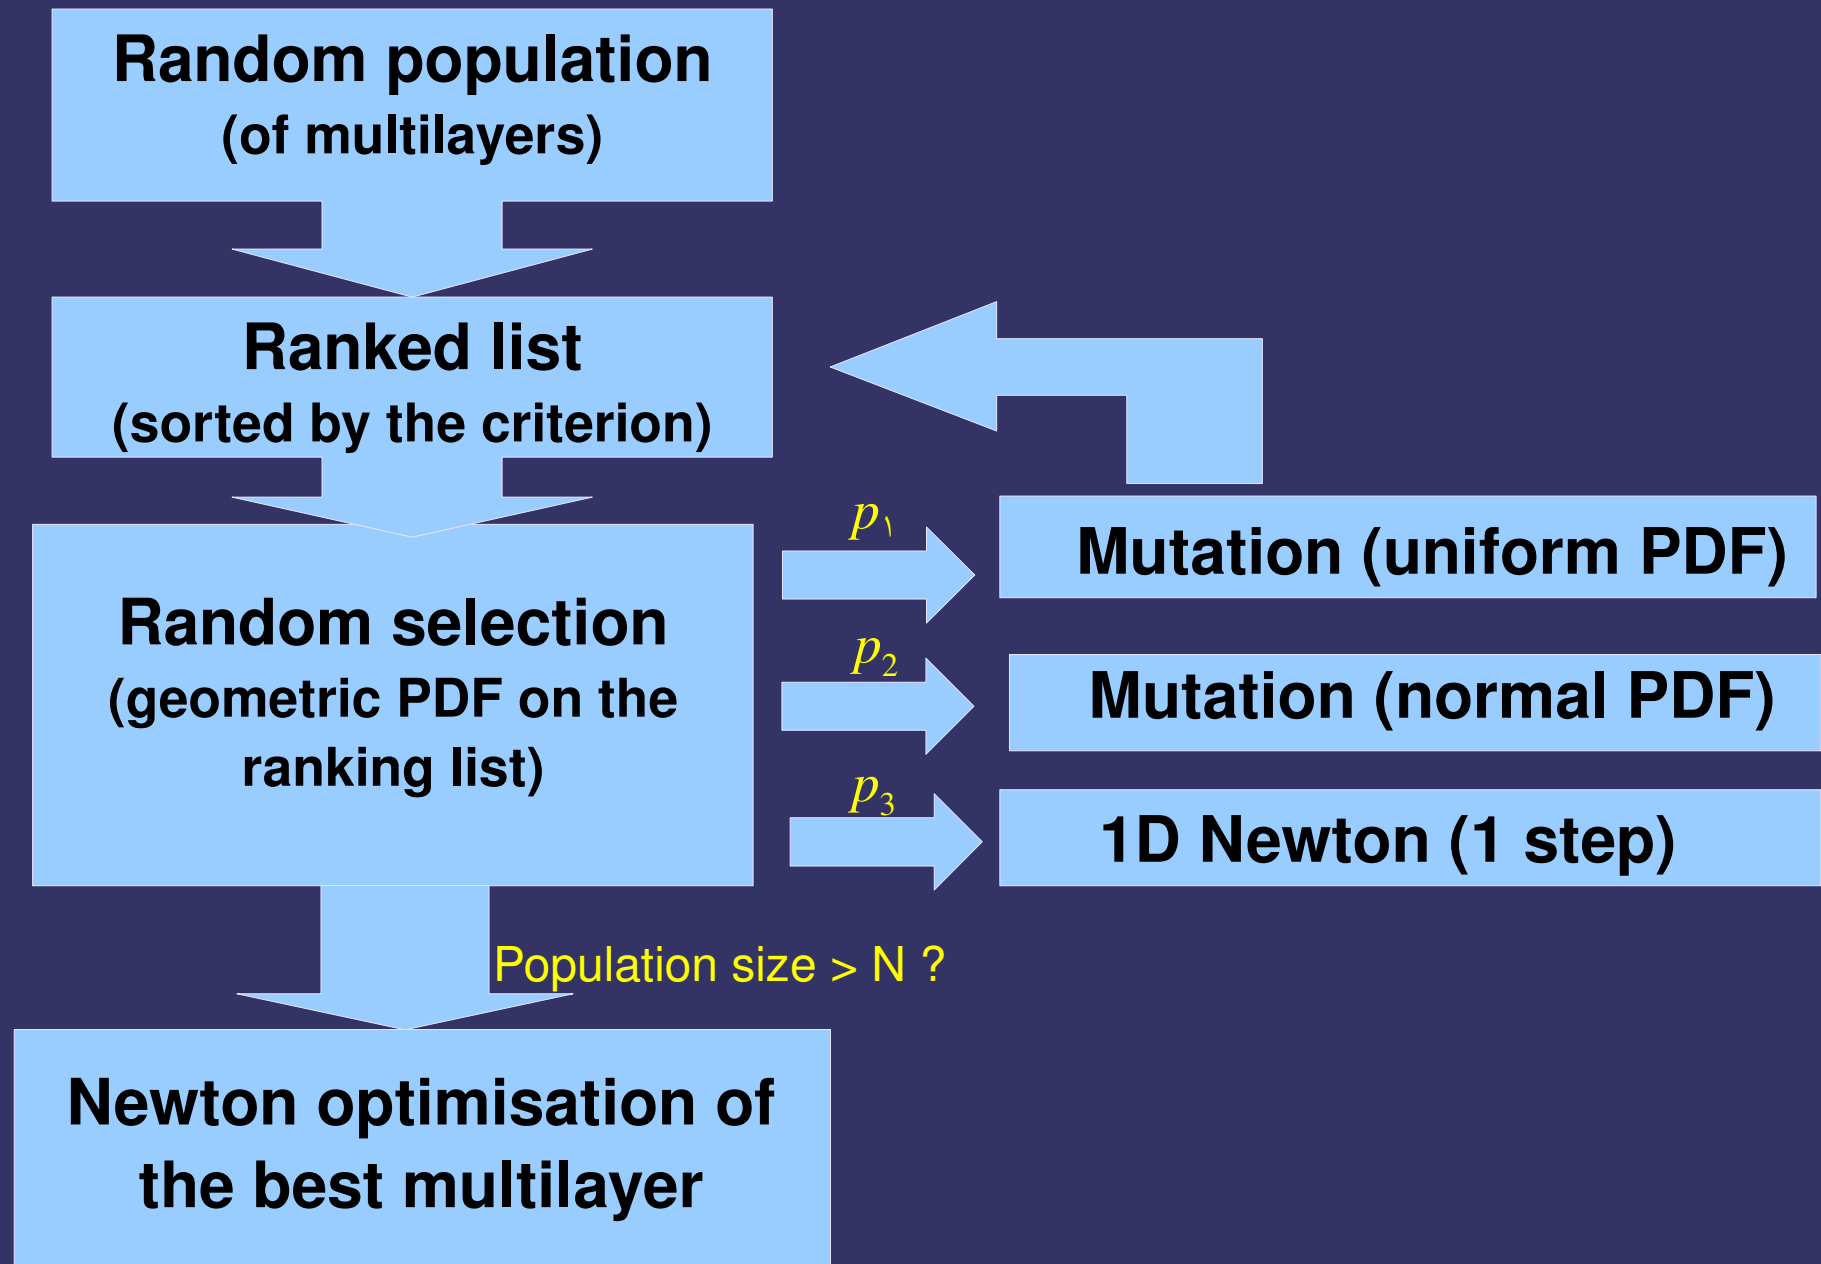 Random population
(of multilayers)
Ranked list
(sorted by the criterion)
Random selection
(geometric PDF on the
ranking list)
p١
Mutation (uniform PDF)
p2
Mutation (normal PDF)
p3
1D Newton (1 step)
Population size > N ?
Newton optimisation of
the best multilayer